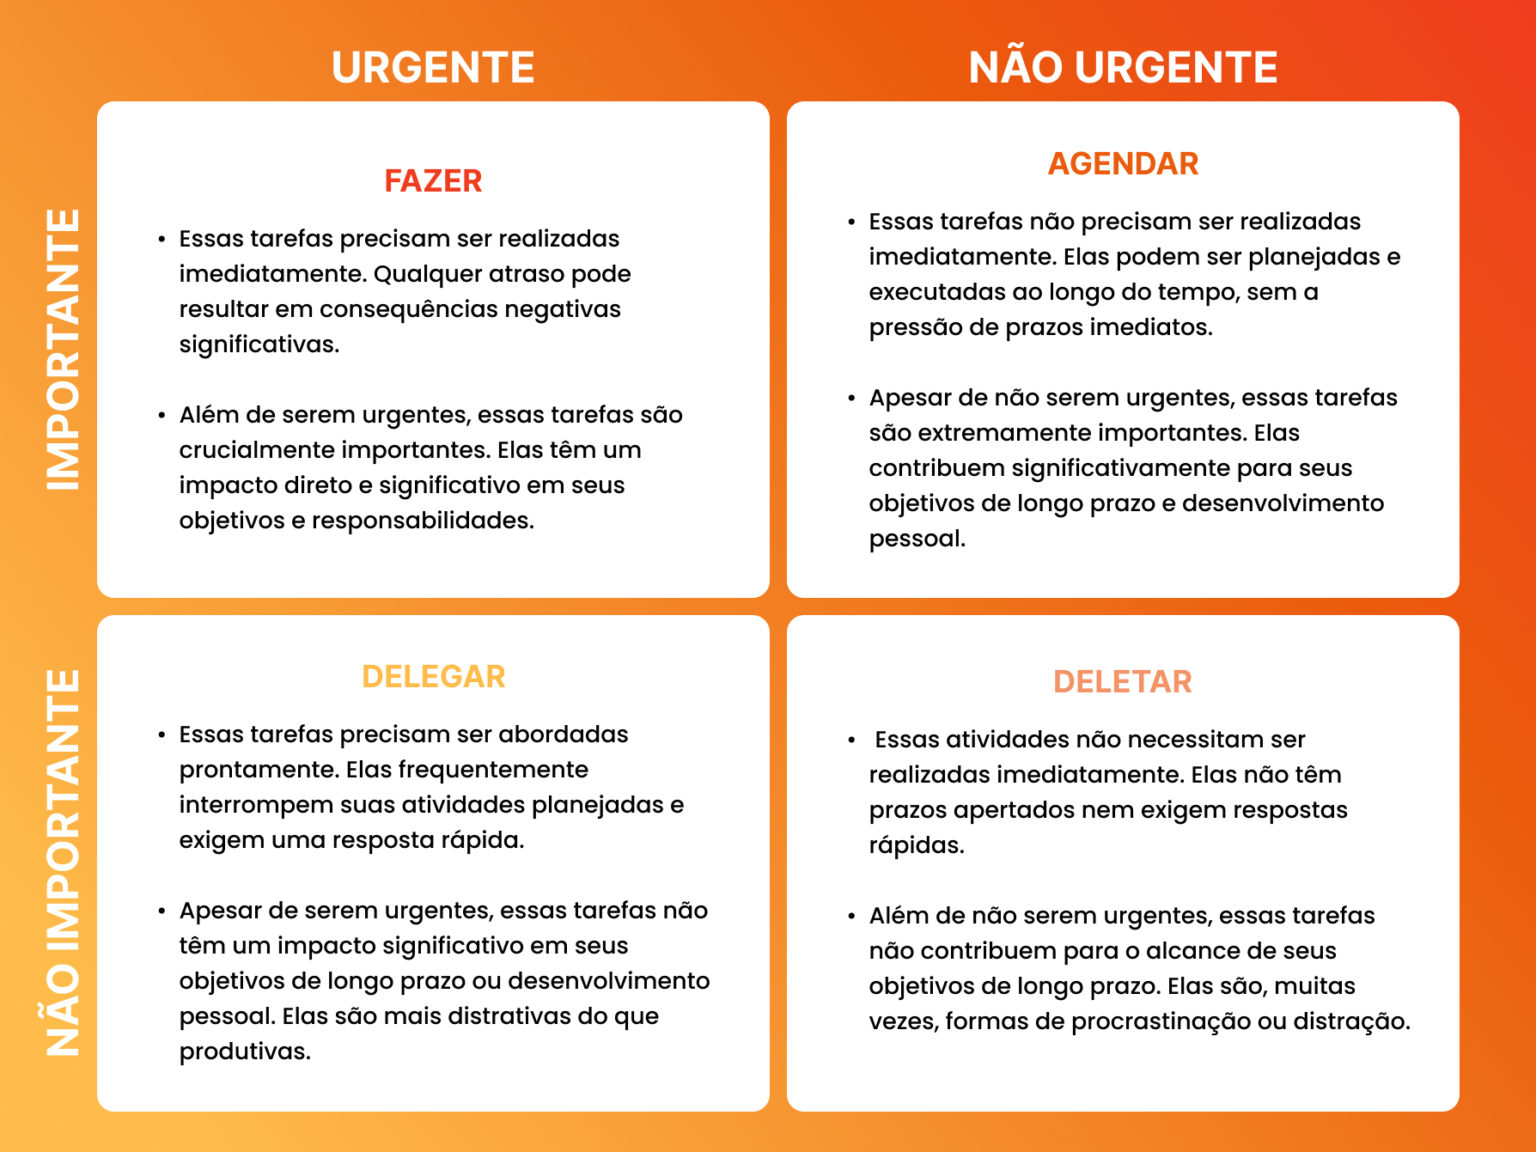 URGENTE
NÃO URGENTE
IMPORTANTE
FAZER
• Essas tarefas precisam ser realizadas
imediatamente. Qualquer atraso pode
resultar em consequências negativas
significativas.
• Além de serem urgentes, essas tarefas são
crucialmente importantes. Elas têm um
impacto direto e significativo em seus
objetivos e responsabilidades.
AGENDAR
• Essas tarefas não precisam ser realizadas
imediatamente. Elas podem ser planejadas e
executadas ao longo do tempo, sem a
pressão de prazos imediatos.
• Apesar de não serem urgentes, essas tarefas
são extremamente importantes. Elas
contribuem significativamente para seus
objetivos de longo prazo e desenvolvimento
pessoal.
NÃO IMPORTANTE
DELEGAR
• Essas tarefas precisam ser abordadas
prontamente. Elas frequentemente
interrompem suas atividades planejadas e
exigem uma resposta rápida.
• Apesar de serem urgentes, essas tarefas não
têm um impacto significativo em seus
objetivos de longo prazo ou desenvolvimento
pessoal. Elas são mais distrativas do que
produtivas.
DELETAR
• Essas atividades não necessitam ser
realizadas imediatamente. Elas não têm
prazos apertados nem exigem respostas
rápidas.
• Além de não serem urgentes, essas tarefas
não contribuem para o alcance de seus
objetivos de longo prazo. Elas são, muitas
vezes, formas de procrastinação ou distração.